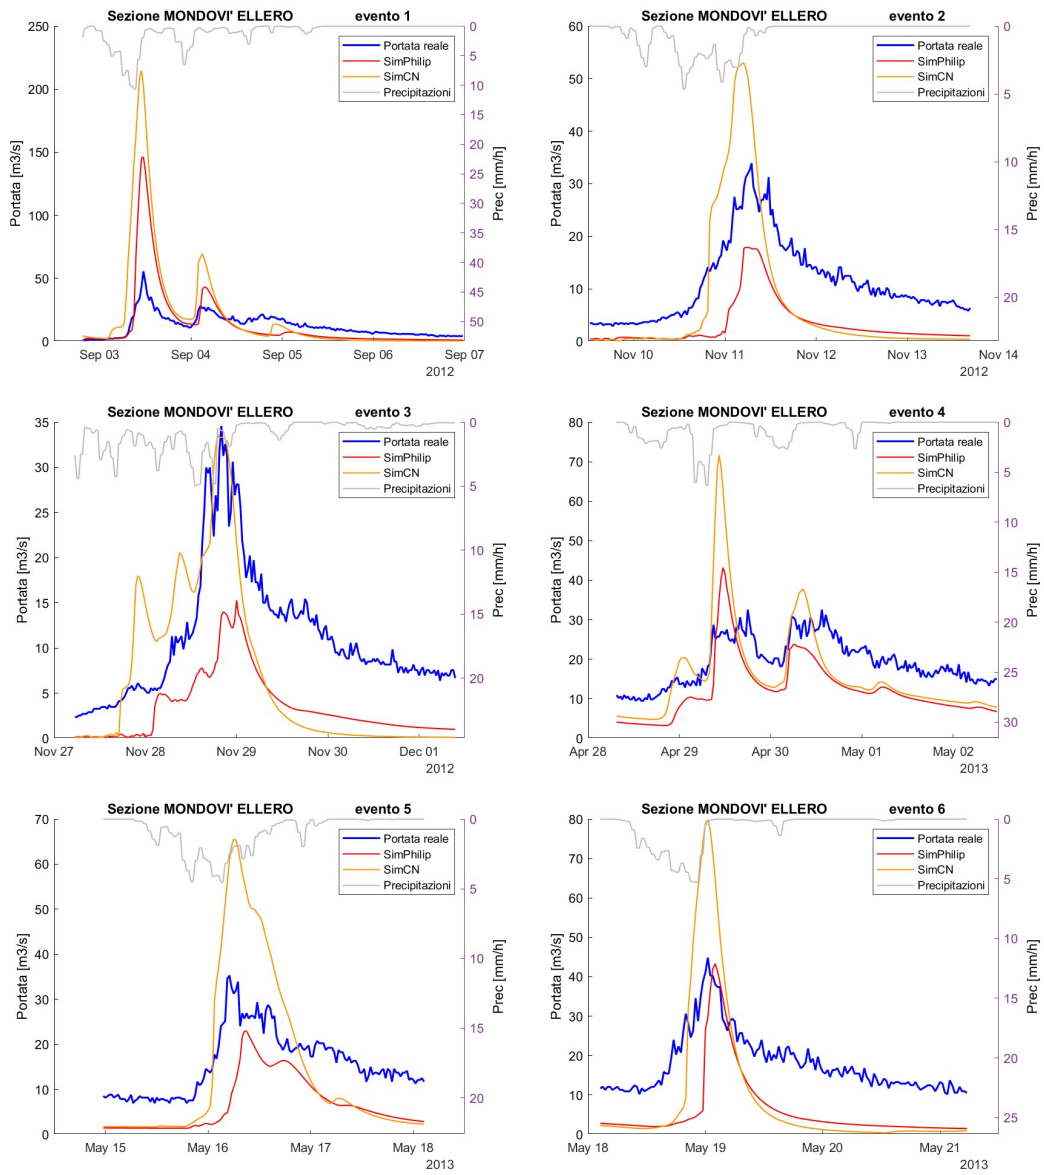 Sezione MONDOVI' ELLERO evento 1
250
200
150
100
50
0
Portata [m3/s]
0
5
10
15
20
25
30
35
40
45
50
Prec [mm/h]
Portata reale
SimPhilip
SimCN
Precipitazioni
Sep 03 Sep 04 Sep 05 Sep 06 Sep 07
2012
Sezione MONDOVI' ELLERO evento 2
60
50
40
30
20
10
0
Portata [m3/s]
0
5
10
15
20
Prec [mm/h]
Portata reale
SimPhilip
SimCN
Precipitazioni
Nov 10 Nov 11 Nov 12 Nov 13 Nov 14
2012
Sezione MONDOVI' ELLERO evento 3
35
30
25
20
15
10
5
0
Portata [m3/s]
0
5
10
15
20
Prec [mm/h]
Portata reale
SimPhilip
SimCN
Precipitazioni
Nov 27 Nov 28 Nov 29 Nov 30 Dec 01
2012
Sezione MONDOVI' ELLERO evento 4
80
70
60
50
40
30
20
10
0
Portata [m3/s]
0
5
10
15
20
25
30
Prec [mm/h]
Portata reale
SimPhilip
SimCN
Precipitazioni
Apr 28 Apr 29 Apr 30 May 01 May 02
2013
Sezione MONDOVI' ELLERO evento 5
70
60
50
40
30
20
10
0
Portata [m3/s]
0
5
10
15
20
Prec [mm/h]
Portata reale
SimPhilip
SimCN
Precipitazioni
May 15 May 16 May 17 May 18
2013
Sezione MONDOVI' ELLERO evento 6
80
70
60
50
40
30
20
10
0
Portata [m3/s]
0
5
10
15
20
25
Prec [mm/h]
Portata reale
SimPhilip
SimCN
Precipitazioni
May 18 May 19 May 20 May 21
2013